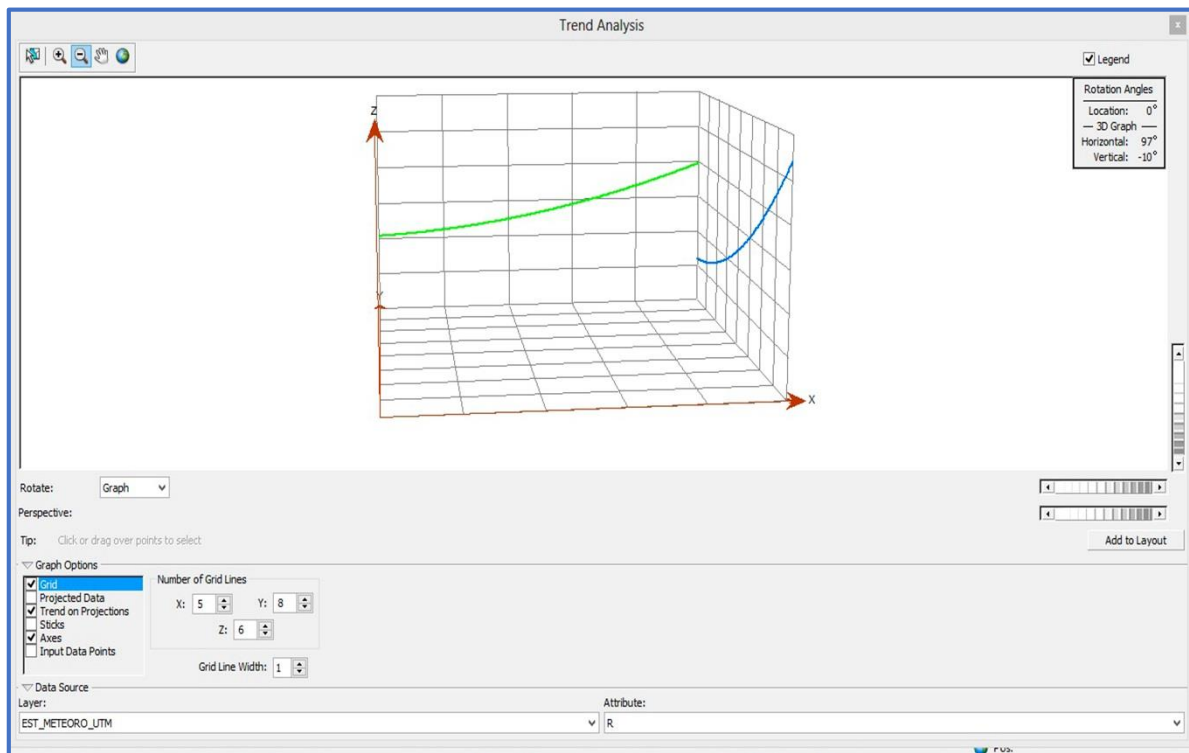 Trend Analysis
x
Legend
Rotation Angles
Location: 0°
— 3D Graph —
Horizontal: 97°
Vertical: -10°
Z
Y
X
Rotate: Graph
Perspective:
Tip: Click or drag over points to select
Add to Layout
Graph Options
Grid
Projected Data
Trend on Projections
Sticks
Axes
Input Data Points
Number of Grid Lines
X: 5 Y: 8
Z: 6
Grid Line Width: 1
Data Source
Layer: Attribute:
EST_METEORO_UTM R